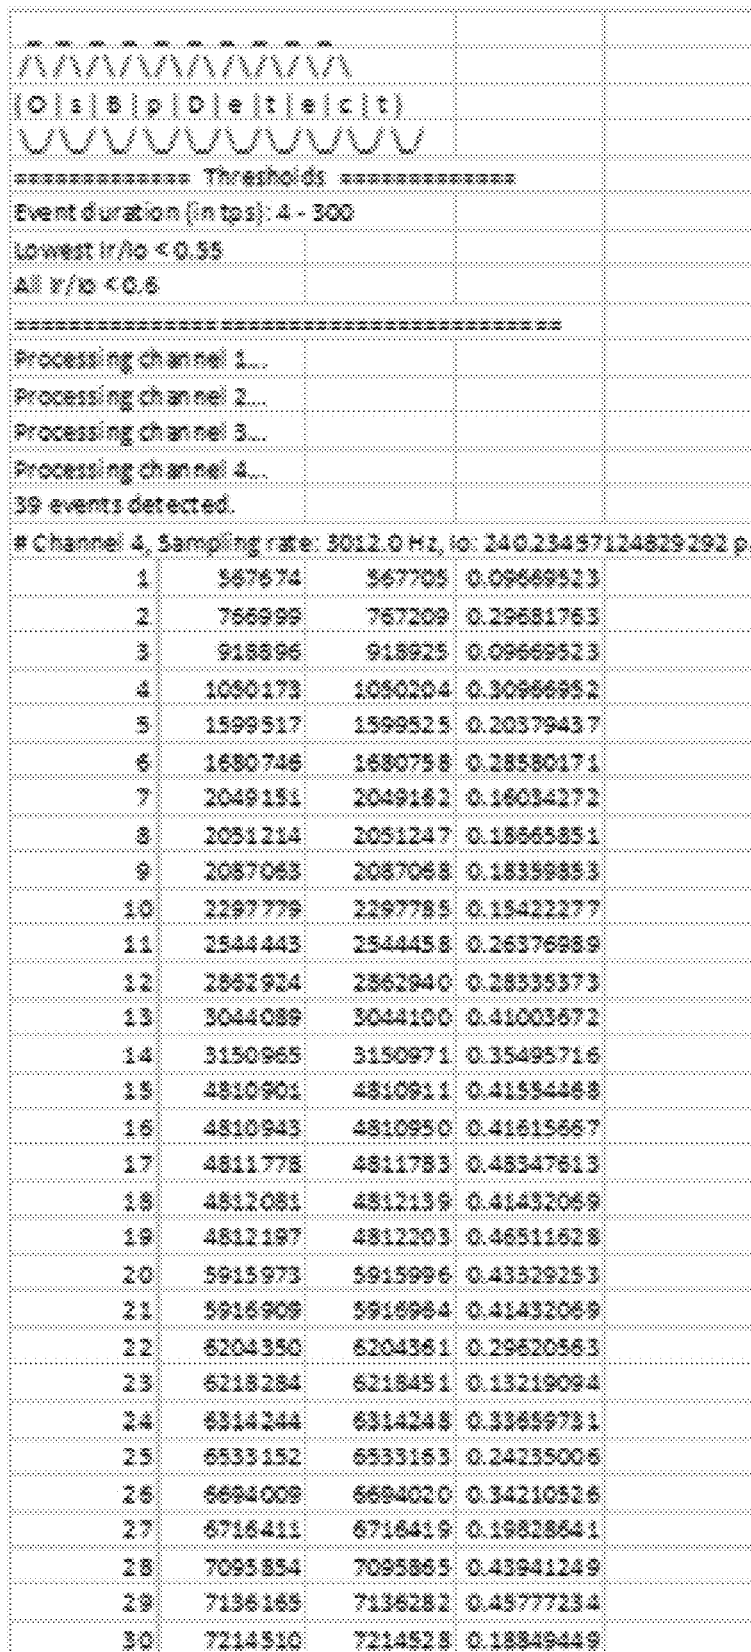 _ _ _ _ _ _ _ _ _
/\/\/\/\/\/\/\/\/\
(O|s|B|p|D|e|t|e|c|t)
\/\/\/\/\/\/\/\/\/\/
============= Thresholds =============
Event duration (in tps): 4 - 300
Lowest Ir/Io < 0.55
All Ir/Io < 0.6
========================================
Processing channel 1...
Processing channel 2...
Processing channel 3...
Processing channel 4...
39 events detected.
# Channel 4, Sampling rate: 3012.0 Hz, Io: 240.23457124829292 p
1 567674 567705 0.09669523
2 766999 767209 0.29681763
3 918896 918925 0.09669523
4 1050173 1050204 0.30966952
5 1599517 1599525 0.20379437
6 1680746 1680758 0.28580171
7 2049151 2049162 0.16034272
8 2051214 2051247 0.18665851
9 2087063 2087068 0.18359853
10 2297779 2297785 0.15422277
11 2544443 2544458 0.26376989
12 2862924 2862940 0.28335373
13 3044089 3044100 0.41003672
14 3150965 3150971 0.35495716
15 4810901 4810911 0.41554468
16 4810943 4810950 0.41615667
17 4811778 4811783 0.48347613
18 4812081 4812139 0.41432069
19 4812197 4812203 0.46511628
20 5915973 5915996 0.43329253
21 5916909 5916964 0.41432069
22 6204350 6204361 0.29620563
23 6218284 6218451 0.13219094
24 6314244 6314248 0.33659731
25 6533152 6533163 0.24235006
26 6694009 6694020 0.34210526
27 6716411 6716419 0.19828641
28 7095854 7095865 0.43941249
29 7136165 7136282 0.45777234
30 7214510 7214528 0.18849449